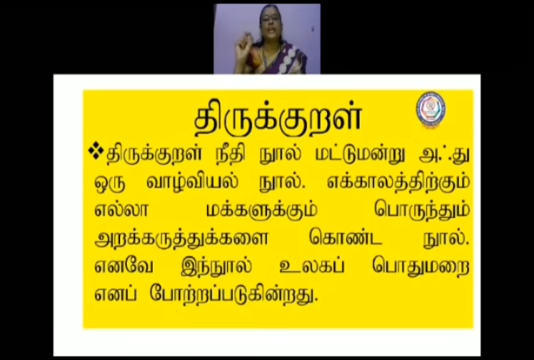 திருக்குறள்
❖திருக்குறள் நீதி நூல் மட்டுமன்று அஃது
ஒரு வாழ்வியல் நூல். எக்காலத்திற்கும்
எல்லா மக்களுக்கும் பொருந்தும்
அறக்கருத்துக்களை கொண்ட நூல்.
எனவே இந்நூல் உலகப் பொதுமறை
எனப் போற்றப்படுகின்றது.